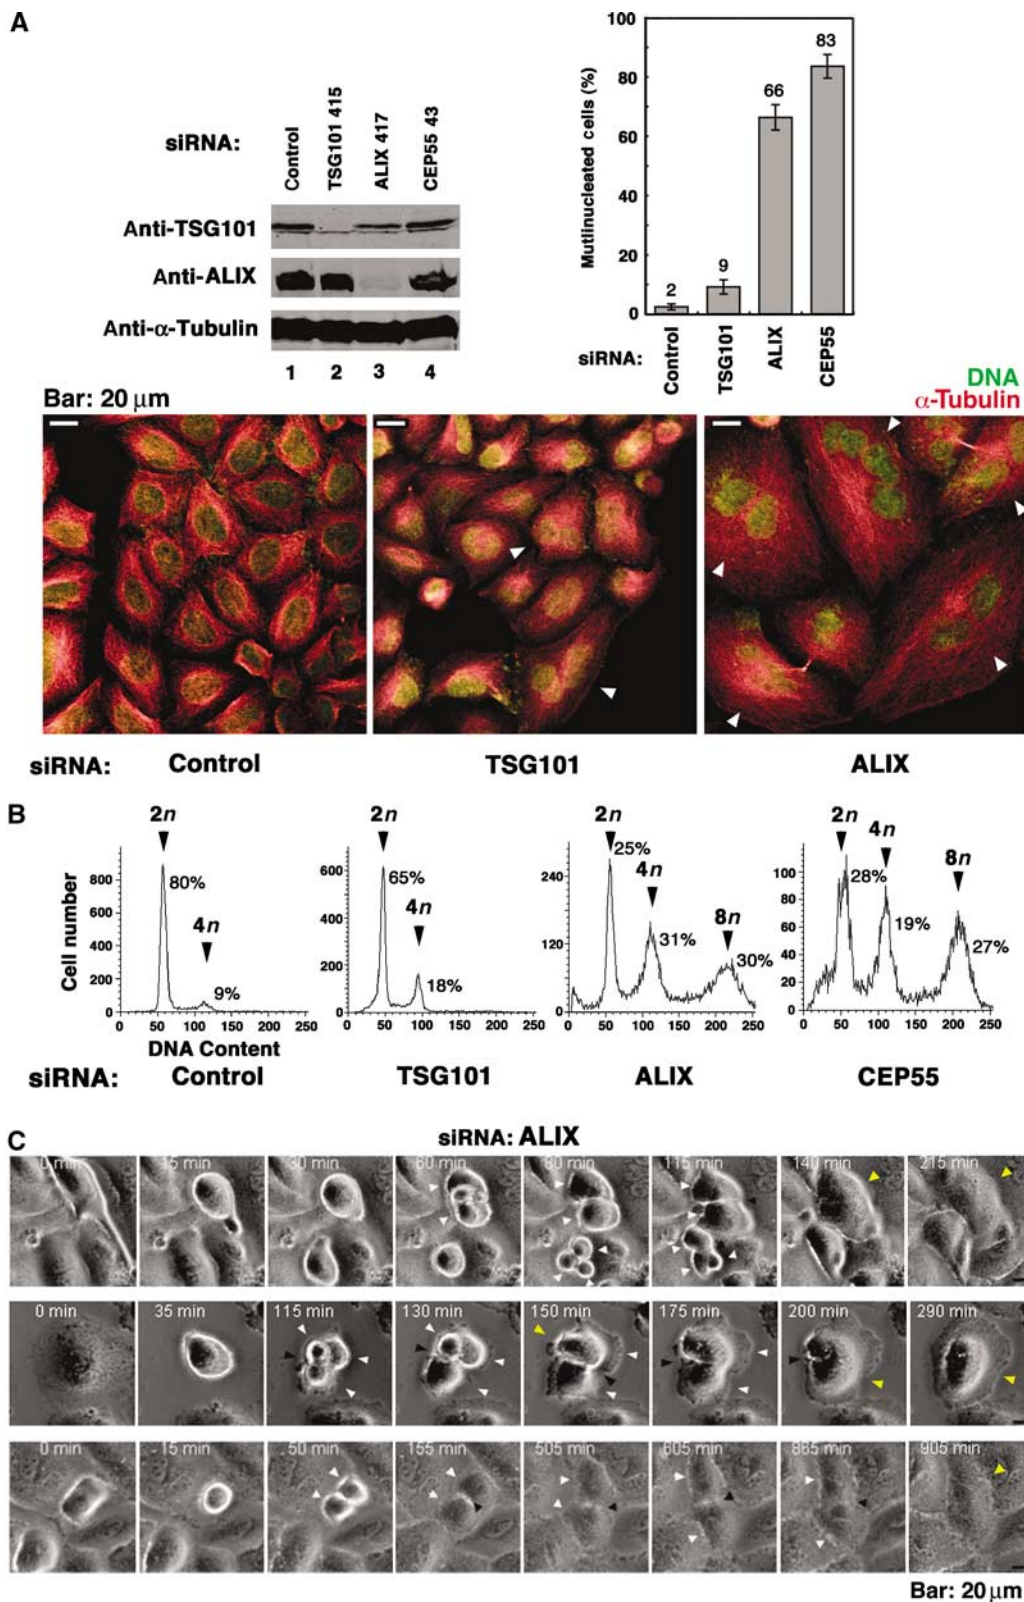 A
siRNA:
Control
TSG101 415
ALIX 417
CEP55 43
Anti-TSG101
Anti-ALIX
Anti-α-Tubulin
1 2 3 4
Mutlinucleated cells (%)
100
80
60
40
20
0
2
9
66
83
siRNA:
Control
TSG101
ALIX
CEP55
Bar: 20 μm
DNA
α-Tubulin
siRNA: Control TSG101 ALIX
B
Cell number
2n
80%
4n
9%
800
600
400
200
0
0 50 100 150 200 250
DNA Content
2n
65%
4n
18%
600
400
200
0
0 50 100 150 200 250
2n
25%
4n
31%
8n
30%
240
120
0
0 50 100 150 200 250
2n
28%
4n
19%
8n
27%
100
80
60
40
20
0
0 50 100 150 200 250
siRNA: Control TSG101 ALIX CEP55
C
siRNA: ALIX
0 min 15 min 30 min 60 min 80 min 115 min 140 min 215 min
0 min 35 min 115 min 130 min 150 min 175 min 200 min 290 min
0 min 15 min 50 min 155 min 505 min 605 min 865 min 905 min
Bar: 20 μm